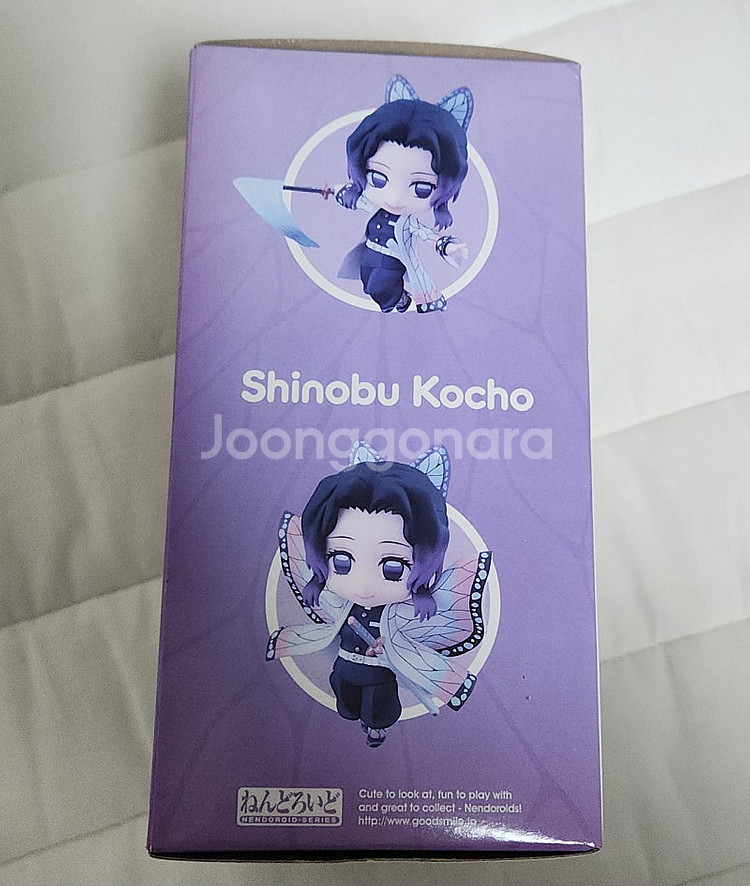 Shinobu Kocho
Joonggonara
ねんどろいど
NENDOROID-SERIES
Cute to look at, fun to play with
and great to collect - Nendoroids!
http://www.goodsmile.jp